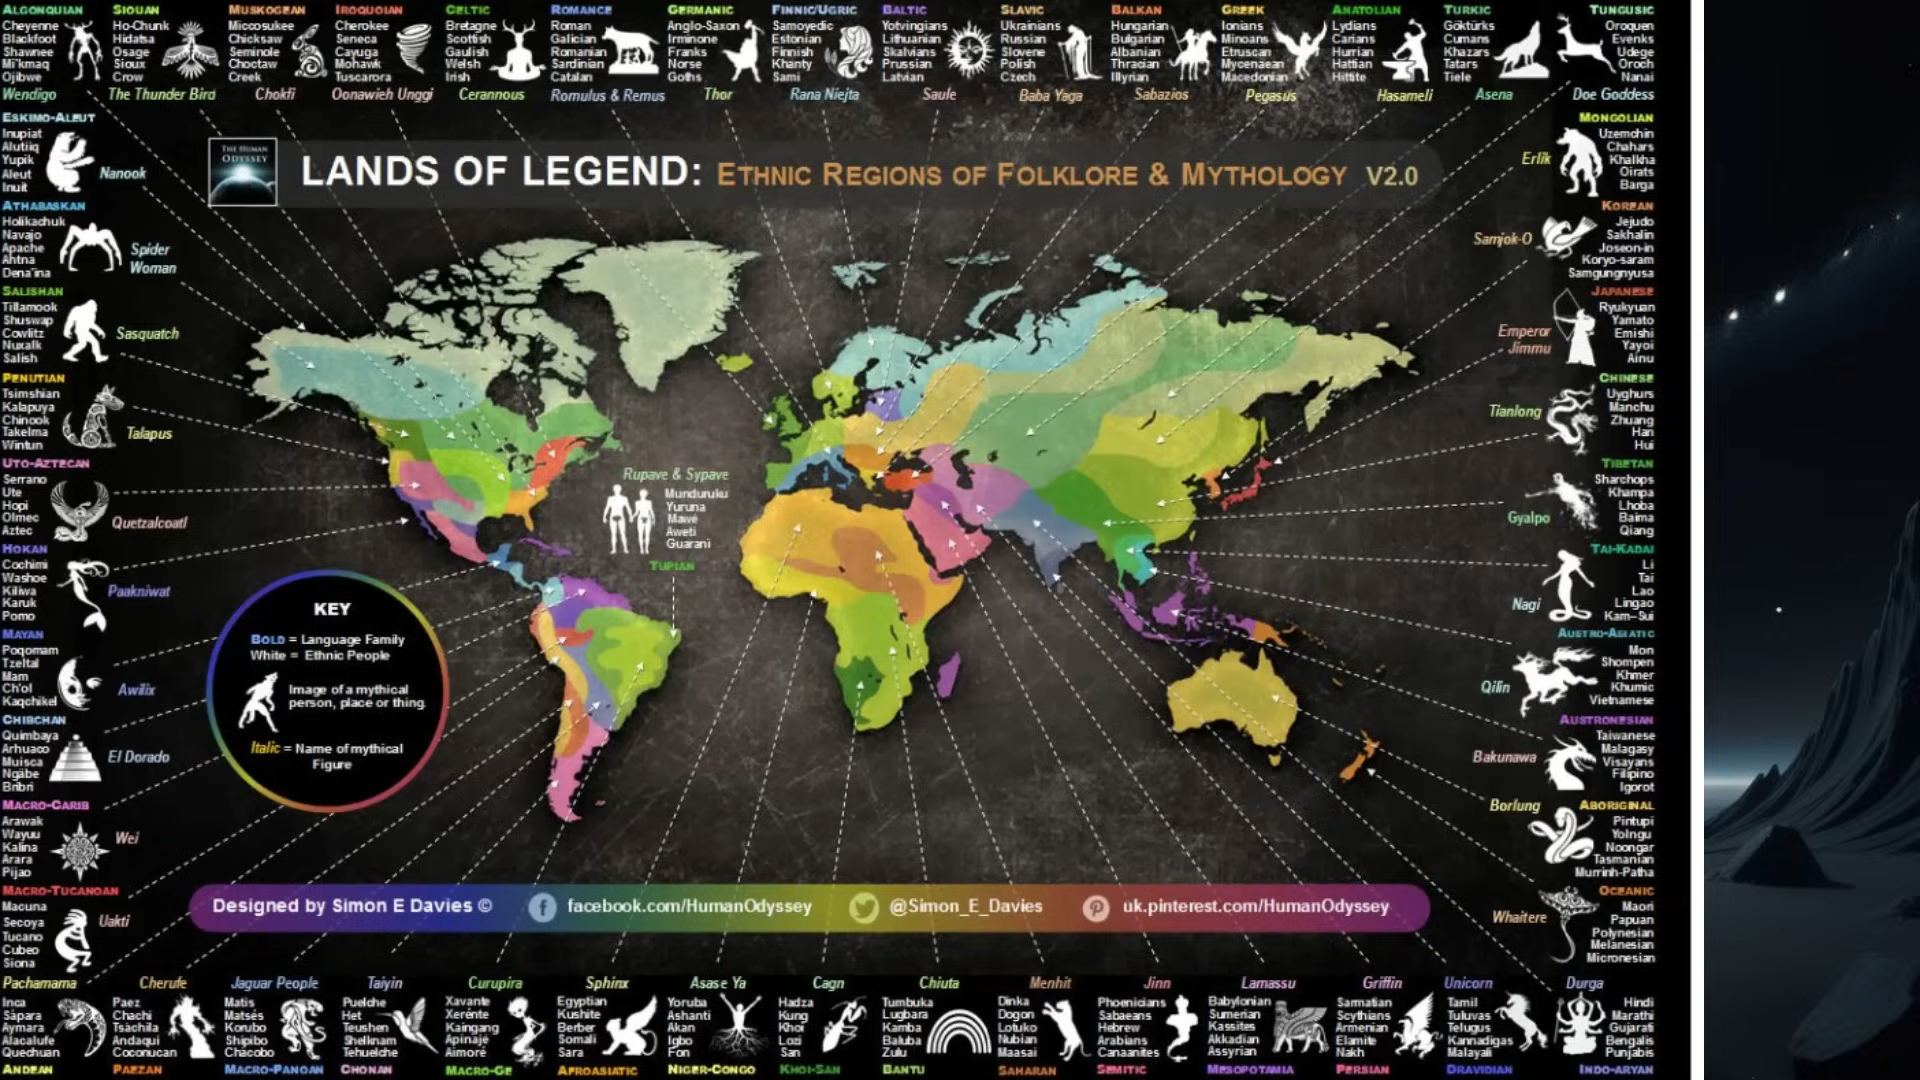 ALGONQUIAN
Cheyenne
Blackfoot
Shawnee
Mi'kmaq
Ojibwe
Wendigo
SIOUAN
Ho-Chunk
Hidatsa
Osage
Sioux
Crow
The Thunder Bird
MUSKOGEAN
Miccosukee
Chicksaw
Seminole
Choctaw
Creek
Chokfi
IROQUOIAN
Cherokee
Seneca
Cayuga
Mohawk
Tuscarora
Oonawieh Unggi
CELTIC
Bretagne
Scottish
Gaulish
Welsh
Irish
Cerannous
ROMANCE
Roman
Galician
Romanian
Sardinian
Catalan
Romulus & Remus
GERMANIC
Anglo-Saxon
Irminone
Franks
Norse
Goths
Thor
FINNIC/UGRIC
Samoyedic
Estonian
Finnish
Khanty
Sami
Rana Niejta
BALTIC
Yotvingians
Lithuanian
Skalvians
Prussian
Latvian
Saule
SLAVIC
Ukrainians
Russian
Slovene
Polish
Czech
Baba Yaga
BALKAN
Hungarian
Bulgarian
Albanian
Thracian
Illyrian
Sabazios
GREEK
Ionians
Minoans
Etruscan
Mycenaean
Macedonian
Pegasus
ANATOLIAN
Lydians
Carians
Hurrian
Hattian
Hittite
Hasameli
TURKIC
Göktürks
Cumans
Khazars
Tatars
Tiele
Asena
TUNGUSIC
Oroqen
Evenks
Udege
Oroch
Nanai
Doe Goddess
ESKIMO-ALEUT
Inupiat
Alutiiq
Yupik
Aleut
Inuit
Nanook
ATHABASKAN
Holikachuk
Navajo
Apache
Ahtna
Dena'ina
Spider
Woman
SALISHAN
Tillamook
Shuswap
Cowlitz
Nuxalk
Salish
Sasquatch
PENUTIAN
Tsimshian
Kalapuya
Chinook
Takelma
Wintun
Talapus
UTO-AZTECAN
Serrano
Ute
Hopi
Olmec
Aztec
Quetzalcoatl
HOKAN
Cochimi
Washoe
Kiliwa
Karuk
Pomo
Paakniwat
MAYAN
Poqomam
Tzeltal
Mam
Ch'ol
Kaqchikel
Awilix
CHIBCHAN
Quimbaya
Arhuaco
Muisca
Ngäbe
Bribri
El Dorado
MACRO-CARIB
Arawak
Wayuu
Kalina
Arara
Pijao
Wei
MACRO-TUCANOAN
Macuna
Secoya
Tucano
Cubeo
Siona
Uakti
THE HUMAN
ODYSSEY
LANDS OF LEGEND: ETHNIC REGIONS OF FOLKLORE & MYTHOLOGY V2.0
Rupave & Sypave
Munduruku
Yuruna
Mawé
Aweti
Guarani
TUPIAN
KEY
BOLD = Language Family
White = Ethnic People
Image of a mythical
person, place or thing.
Italic = Name of mythical
Figure
Designed by Simon E Davies © facebook.com/HumanOdyssey @Simon_E_Davies uk.pinterest.com/HumanOdyssey
MONGOLIAN
Uzemchin
Chahars
Khalkha
Oirats
Barga
Erlik
KOREAN
Jejudo
Sakhalin
Joseon-in
Koryo-saram
Samgungnyusa
Samjok-O
JAPANESE
Ryukyuan
Yamato
Emishi
Yayoi
Ainu
Emperor
Jimmu
CHINESE
Uyghurs
Manchu
Zhuang
Han
Hui
Tianlong
TIBETAN
Sharchops
Khampa
Lhoba
Baima
Qiang
Gyalpo
TAI-KADAI
Li
Tai
Lao
Lingao
Kam-Sui
Nagi
AUSTRO-ASIATIC
Mon
Shompen
Khmer
Khumic
Vietnamese
Qilin
AUSTRONESIAN
Taiwanese
Malagasy
Visayans
Filipino
Igorot
Bakunawa
ABORIGINAL
Pintupi
Yolngu
Noongar
Tasmanian
Murrinh-Patha
Borlung
OCEANIC
Maori
Papuan
Polynesian
Melanesian
Micronesian
Whaitere
Pachamama
Inca
Sàpara
Aymara
Alacalufe
Quechuan
ANDEAN
Cherufe
Paez
Chachi
Tsàchila
Andaqui
Coconucan
PAEZAN
Jaguar People
Matis
Matsés
Korubo
Shipibo
Chácobo
MACRO-PANOAN
Taiyin
Puelche
Het
Teushen
Shelknam
Tehuelche
CHONAN
Curupira
Xavante
Xerénte
Kaingang
Apinajé
Aimoré
MACRO-GE
Sphinx
Egyptian
Kushite
Berber
Somali
Sara
AFROASIATIC
Asase Ya
Yoruba
Ashanti
Akan
Igbo
Fon
NIGER-CONGO
Cagn
Hadza
Kung
Khoi
Lozi
San
KHOI-SAN
Chiuta
Tumbuka
Lugbara
Kamba
Baluba
Zulu
BANTU
Menhit
Dinka
Dogon
Lotuko
Nubian
Maasai
SAHARAN
Jinn
Phoenicians
Sabaeans
Hebrew
Arabians
Canaanites
SEMITIC
Lamassu
Babylonian
Sumerian
Kassites
Akkadian
Assyrian
MESOPOTAMIA
Griffin
Sarmatian
Scythians
Armenian
Elamite
Nakh
PERSIAN
Unicorn
Tamil
Tuluvas
Telugus
Kannadigas
Malayali
DRAVIDIAN
Durga
Hindi
Marathi
Gujarati
Bengalis
Punjabis
INDO-ARYAN